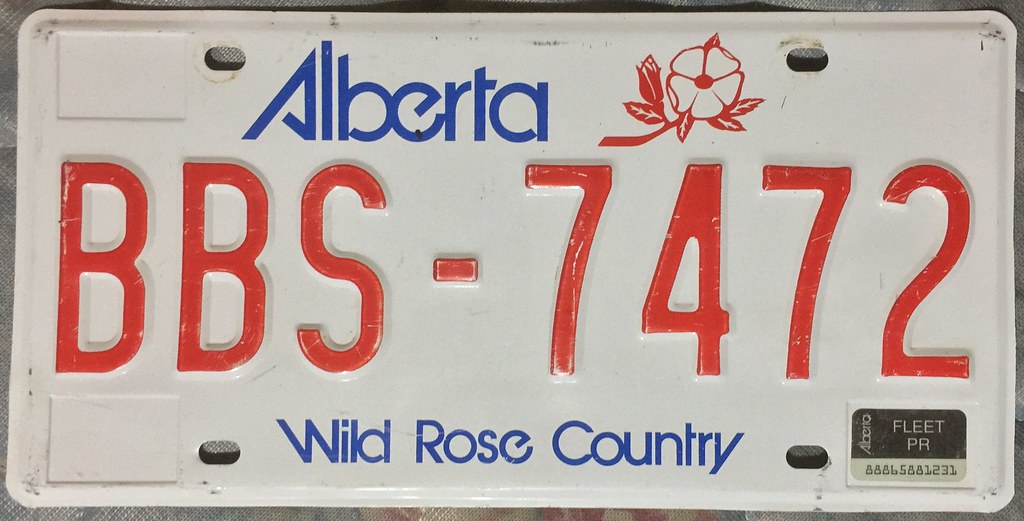 Alberta
BBS-7472
Wild Rose Country
Alberta
FLEET
PR
88865881231